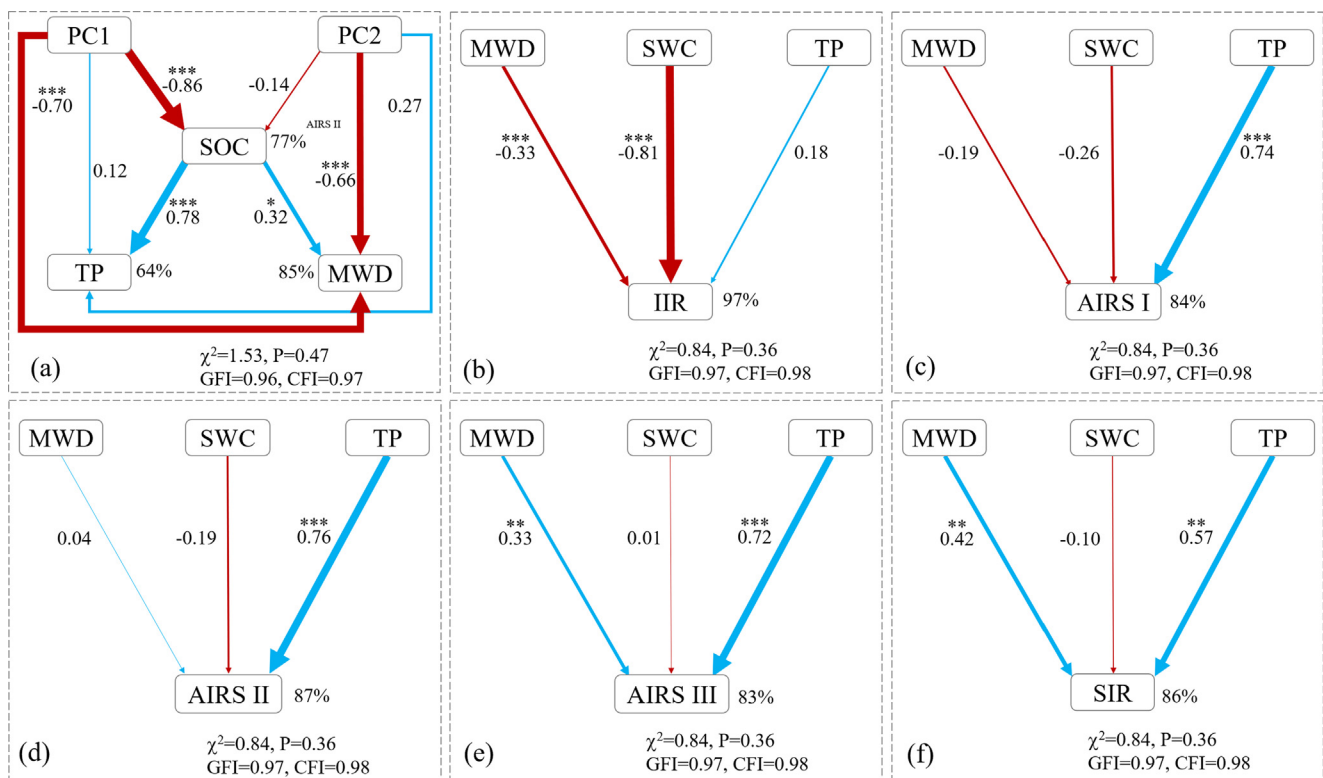 PC1
PC2
***
-0.70
***
-0.86
-0.14
0.27
AIRS II
SOC
77%
0.12
***
0.78
*
0.32
***
-0.66
TP
64%
85%
MWD
(a)
χ²=1.53, P=0.47
GFI=0.96, CFI=0.97
MWD
SWC
TP
***
-0.33
***
-0.81
0.18
IIR
97%
(b)
χ²=0.84, P=0.36
GFI=0.97, CFI=0.98
MWD
SWC
TP
-0.19
-0.26
***
0.74
AIRS I
84%
(c)
χ²=0.84, P=0.36
GFI=0.97, CFI=0.98
MWD
SWC
TP
0.04
-0.19
***
0.76
AIRS II
87%
(d)
χ²=0.84, P=0.36
GFI=0.97, CFI=0.98
MWD
SWC
TP
**
0.33
0.01
***
0.72
AIRS III
83%
(e)
χ²=0.84, P=0.36
GFI=0.97, CFI=0.98
MWD
SWC
TP
**
0.42
-0.10
**
0.57
SIR
86%
(f)
χ²=0.84, P=0.36
GFI=0.97, CFI=0.98